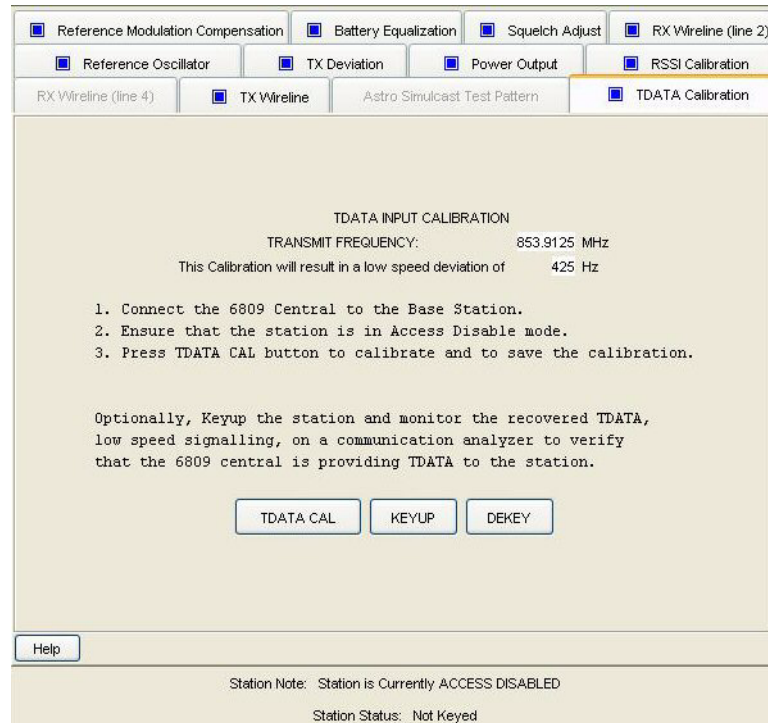 Reference Modulation Compensation Battery Equalization Squelch Adjust RX Wireline (line 2)
Reference Oscillator TX Deviation Power Output RSSI Calibration
RX Wireline (line 4) TX Wireline Astro Simulcast Test Pattern TDATA Calibration
TDATA INPUT CALIBRATION
TRANSMIT FREQUENCY: 853.9125 MHz
This Calibration will result in a low speed deviation of 425 Hz
1. Connect the 6809 Central to the Base Station.
2. Ensure that the station is in Access Disable mode.
3. Press TDATA CAL button to calibrate and to save the calibration.
Optionally, Keyup the station and monitor the recovered TDATA,
low speed signalling, on a communication analyzer to verify
that the 6809 central is providing TDATA to the station.
TDATA CAL KEYUP DEKEY
Help
Station Note: Station is Currently ACCESS DISABLED
Station Status: Not Keyed